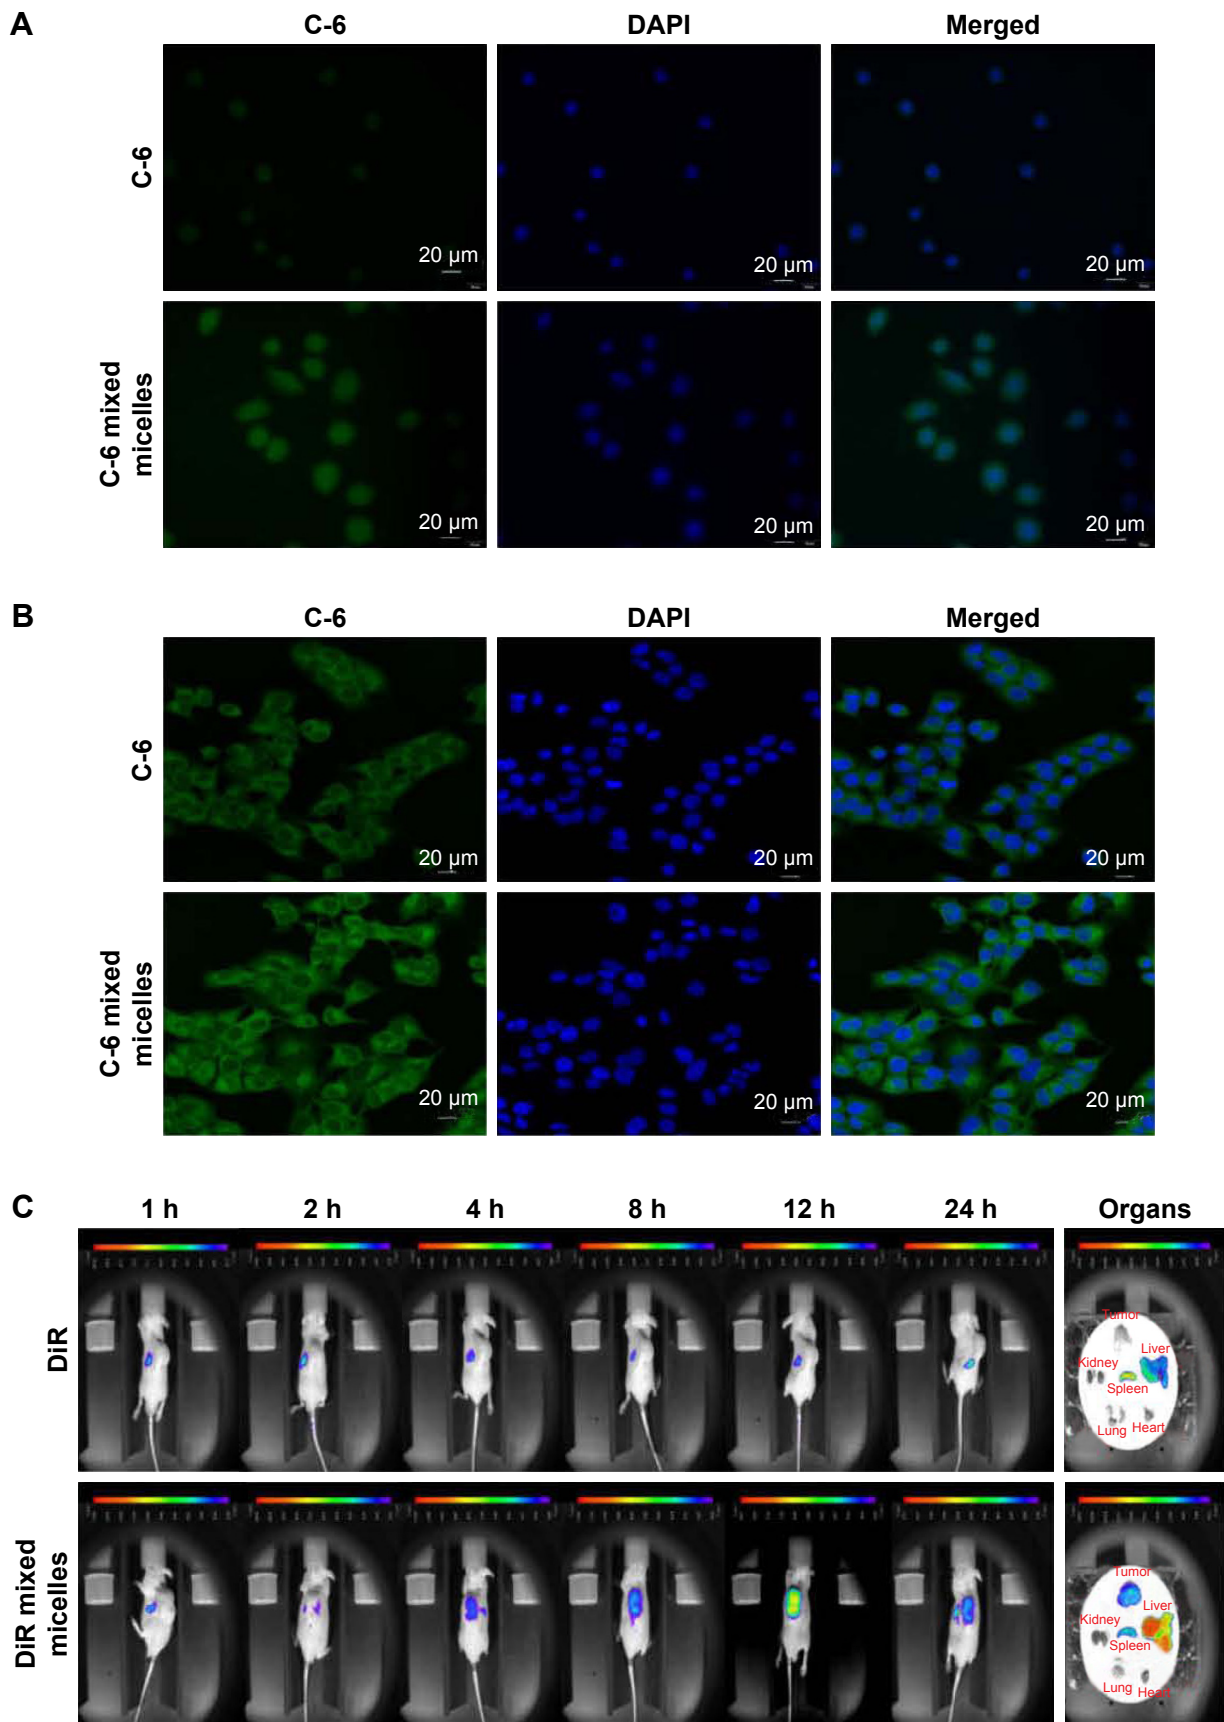 A
C-6 DAPI Merged
C-6
20 µm 20 µm 20 µm
C-6 mixed
micelles
20 µm 20 µm 20 µm
B
C-6 DAPI Merged
C-6
20 µm 20 µm 20 µm
C-6 mixed
micelles
20 µm 20 µm 20 µm
C
1 h 2 h 4 h 8 h 12 h 24 h Organs
DiR
Tumor
Liver
Kidney
Spleen
Lung Heart
DiR mixed
micelles
Tumor
Liver
Kidney
Spleen
Lung Heart